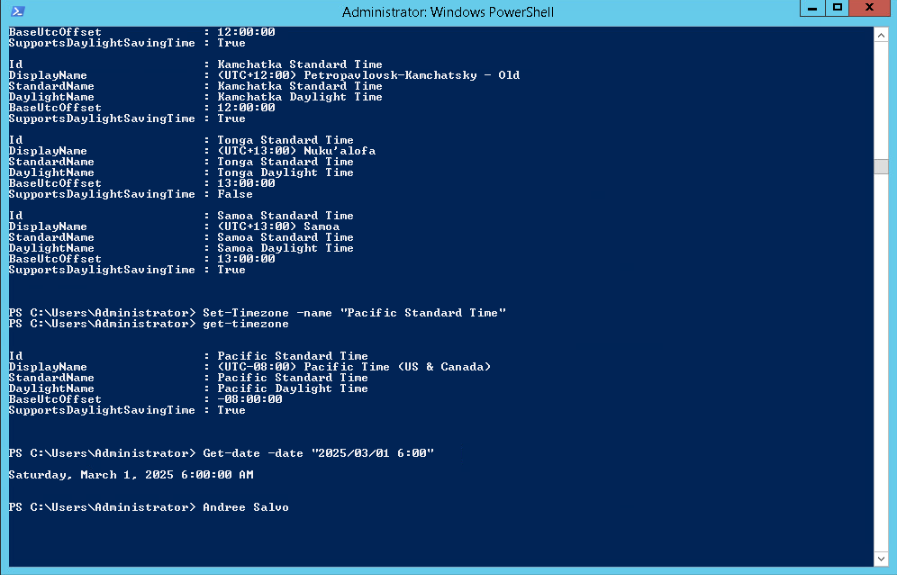 Administrator: Windows PowerShell
BaseUtcOffset : 12:00:00
SupportsDaylightSavingTime : True
Id : Kamchatka Standard Time
DisplayName : (UTC+12:00) Petropavlovsk-Kamchatsky - Old
StandardName : Kamchatka Standard Time
DaylightName : Kamchatka Daylight Time
BaseUtcOffset : 12:00:00
SupportsDaylightSavingTime : True
Id : Tonga Standard Time
DisplayName : (UTC+13:00) Nuku'alofa
StandardName : Tonga Standard Time
DaylightName : Tonga Daylight Time
BaseUtcOffset : 13:00:00
SupportsDaylightSavingTime : False
Id : Samoa Standard Time
DisplayName : (UTC+13:00) Samoa
StandardName : Samoa Standard Time
DaylightName : Samoa Daylight Time
BaseUtcOffset : 13:00:00
SupportsDaylightSavingTime : True
PS C:\Users\Administrator> Set-Timezone -name "Pacific Standard Time"
PS C:\Users\Administrator> get-timezone
Id : Pacific Standard Time
DisplayName : (UTC-08:00) Pacific Time (US & Canada)
StandardName : Pacific Standard Time
DaylightName : Pacific Daylight Time
BaseUtcOffset : -08:00:00
SupportsDaylightSavingTime : True
PS C:\Users\Administrator> Get-date -date "2025/03/01 6:00"
Saturday, March 1, 2025 6:00:00 AM
PS C:\Users\Administrator> Andree Salvo